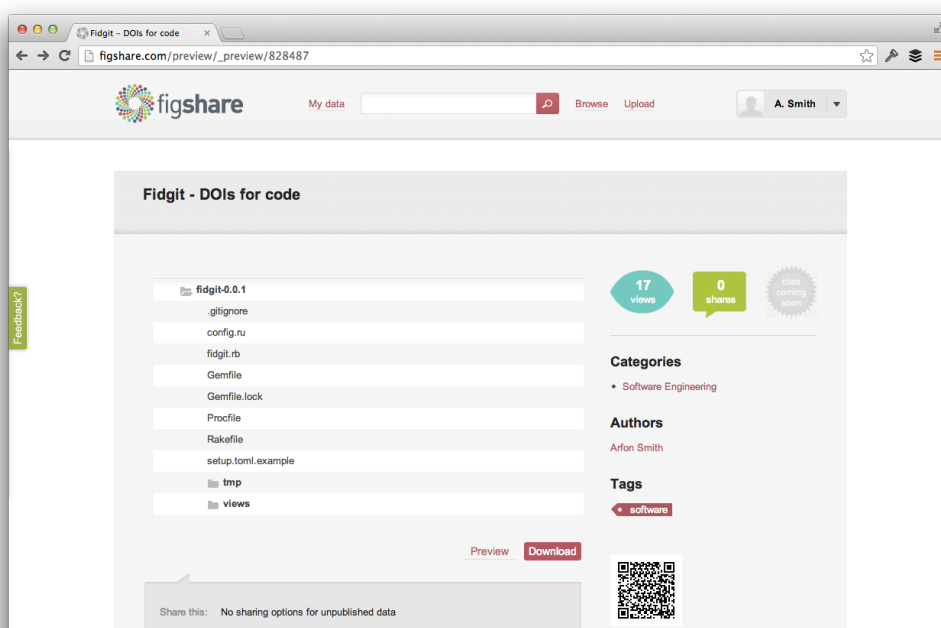 Fidgit - DOIs for code
figshare.com/preview/_preview/828487
figshare
My data
Browse
Upload
A. Smith
Fidgit - DOIs for code
fidgit-0.0.1
.gitignore
config.ru
fidgit.rb
Gemfile
Gemfile.lock
Procfile
Rakefile
setup.toml.example
tmp
views
Preview
Download
Share this: No sharing options for unpublished data
17
views
0
shares
cites
coming
soon
Categories
• Software Engineering
Authors
Arfon Smith
Tags
software
Feedback?